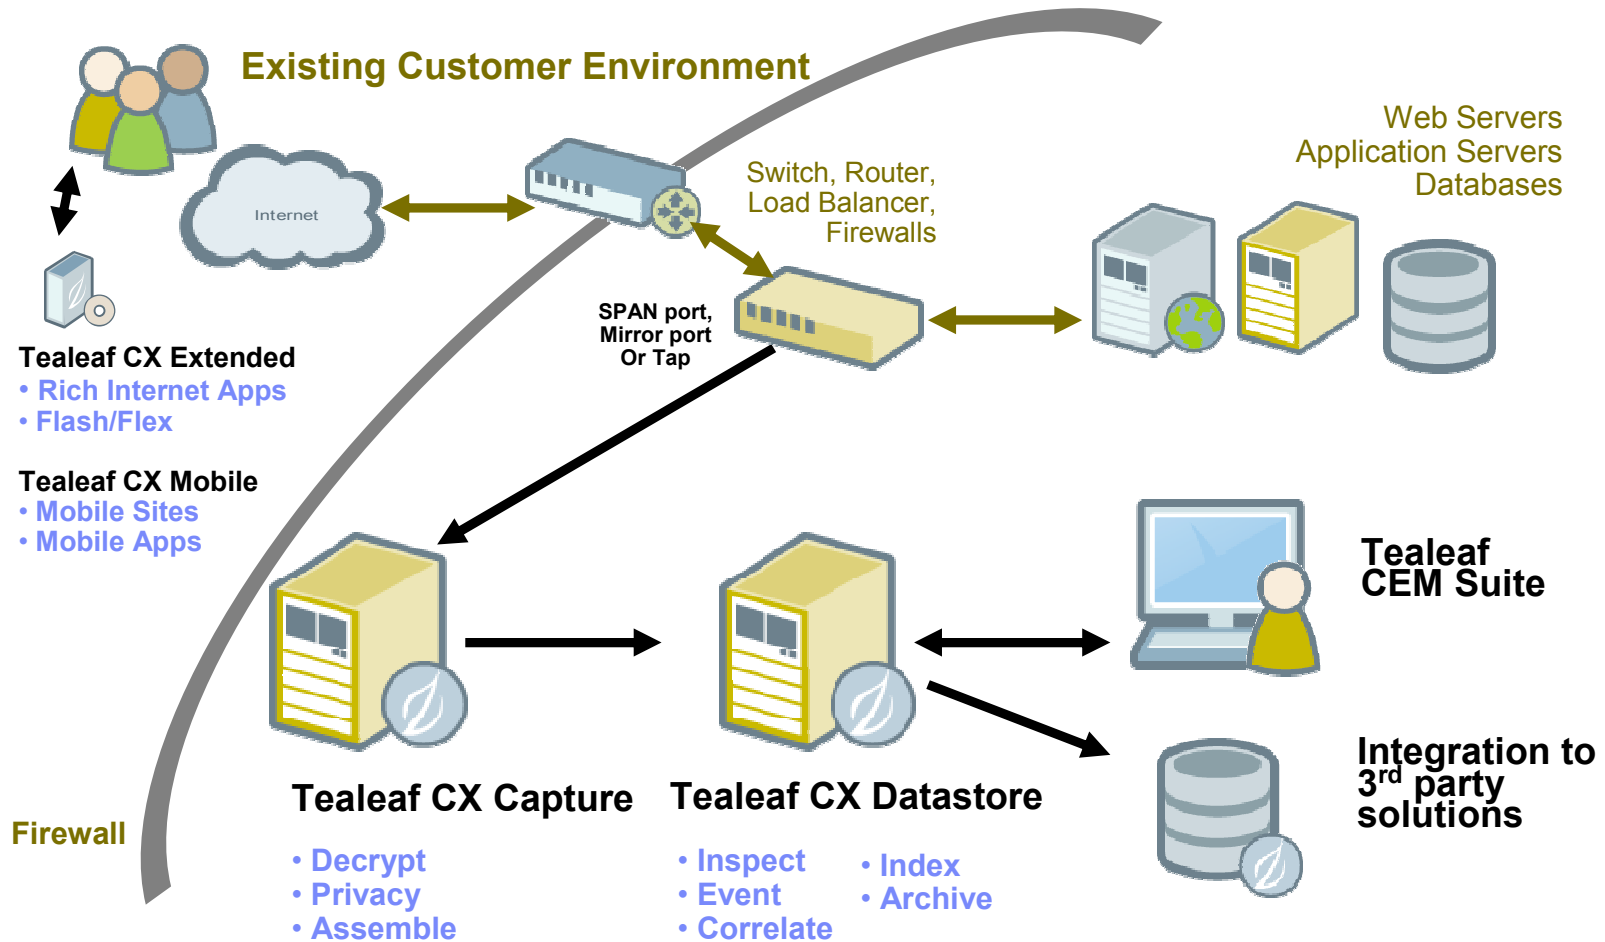 Existing Customer Environment
Internet
Switch, Router,
Load Balancer,
Firewalls
Web Servers
Application Servers
Databases
SPAN port,
Mirror port
Or Tap
Tealeaf CX Extended
• Rich Internet Apps
• Flash/Flex
Tealeaf CX Mobile
• Mobile Sites
• Mobile Apps
Tealeaf
CEM Suite
Integration to
3rd party
solutions
Firewall
Tealeaf CX Capture
• Decrypt
• Privacy
• Assemble
Tealeaf CX Datastore
• Inspect
• Event
• Correlate
• Index
• Archive